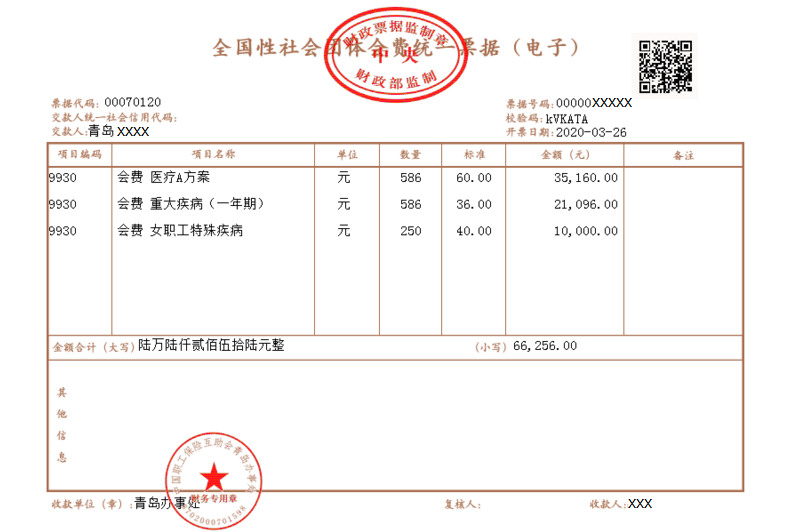 全国性社会团体会费统一票据（电子）
财政票据监制章
中央
财政部监制
票据代码：00070120
票据号码：00000XXXXX
交款人统一社会信用代码：
校验码：kVKATA
交款人：青岛XXXX
开票日期：2020-03-26
项目编码 项目名称 单位 数量 标准 金额（元） 备注
9930 会费 医疗A方案 元 586 60.00 35,160.00
9930 会费 重大疾病（一年期） 元 586 36.00 21,096.00
9930 会费 女职工特殊疾病 元 250 40.00 10,000.00
金额合计（大写）陆万陆仟贰佰伍拾陆元整 （小写）66,256.00
其他信息
中国职工保险互助会青岛办事处
财务专用章
3702000701598
收款单位（章）：青岛办事处 复核人： 收款人：XXX